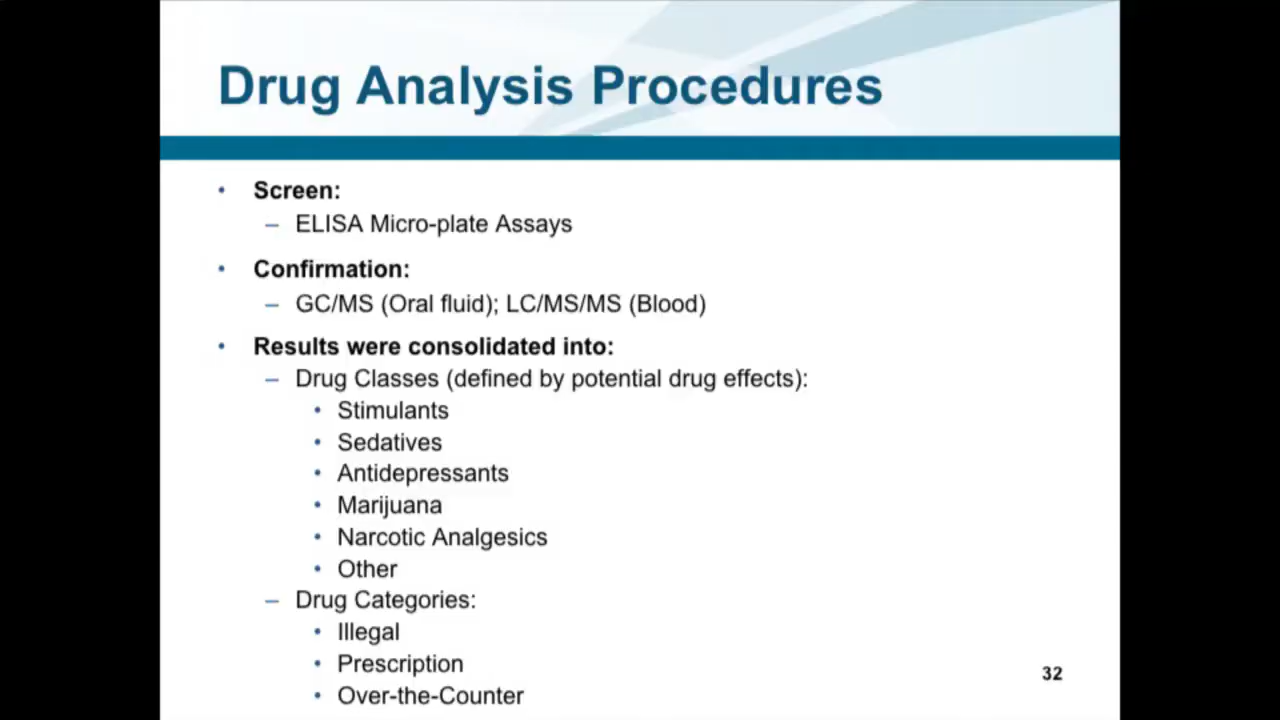 Drug Analysis Procedures
• Screen:
– ELISA Micro-plate Assays
• Confirmation:
– GC/MS (Oral fluid); LC/MS/MS (Blood)
• Results were consolidated into:
– Drug Classes (defined by potential drug effects):
• Stimulants
• Sedatives
• Antidepressants
• Marijuana
• Narcotic Analgesics
• Other
– Drug Categories:
• Illegal
• Prescription
• Over-the-Counter
32